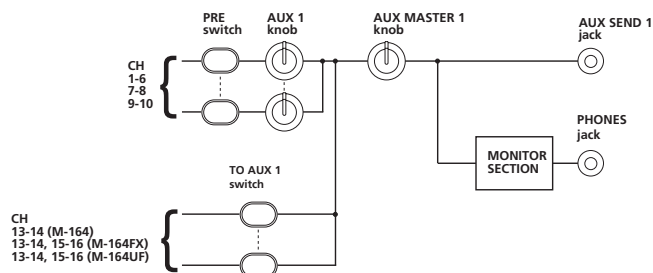 PRE
switch
AUX 1
knob
AUX MASTER 1
knob
AUX SEND 1
jack
CH
1-6
7-8
9-10
PHONES
jack
MONITOR
SECTION
TO AUX 1
switch
CH
13-14 (M-164)
13-14, 15-16 (M-164FX)
13-14, 15-16 (M-164UF)